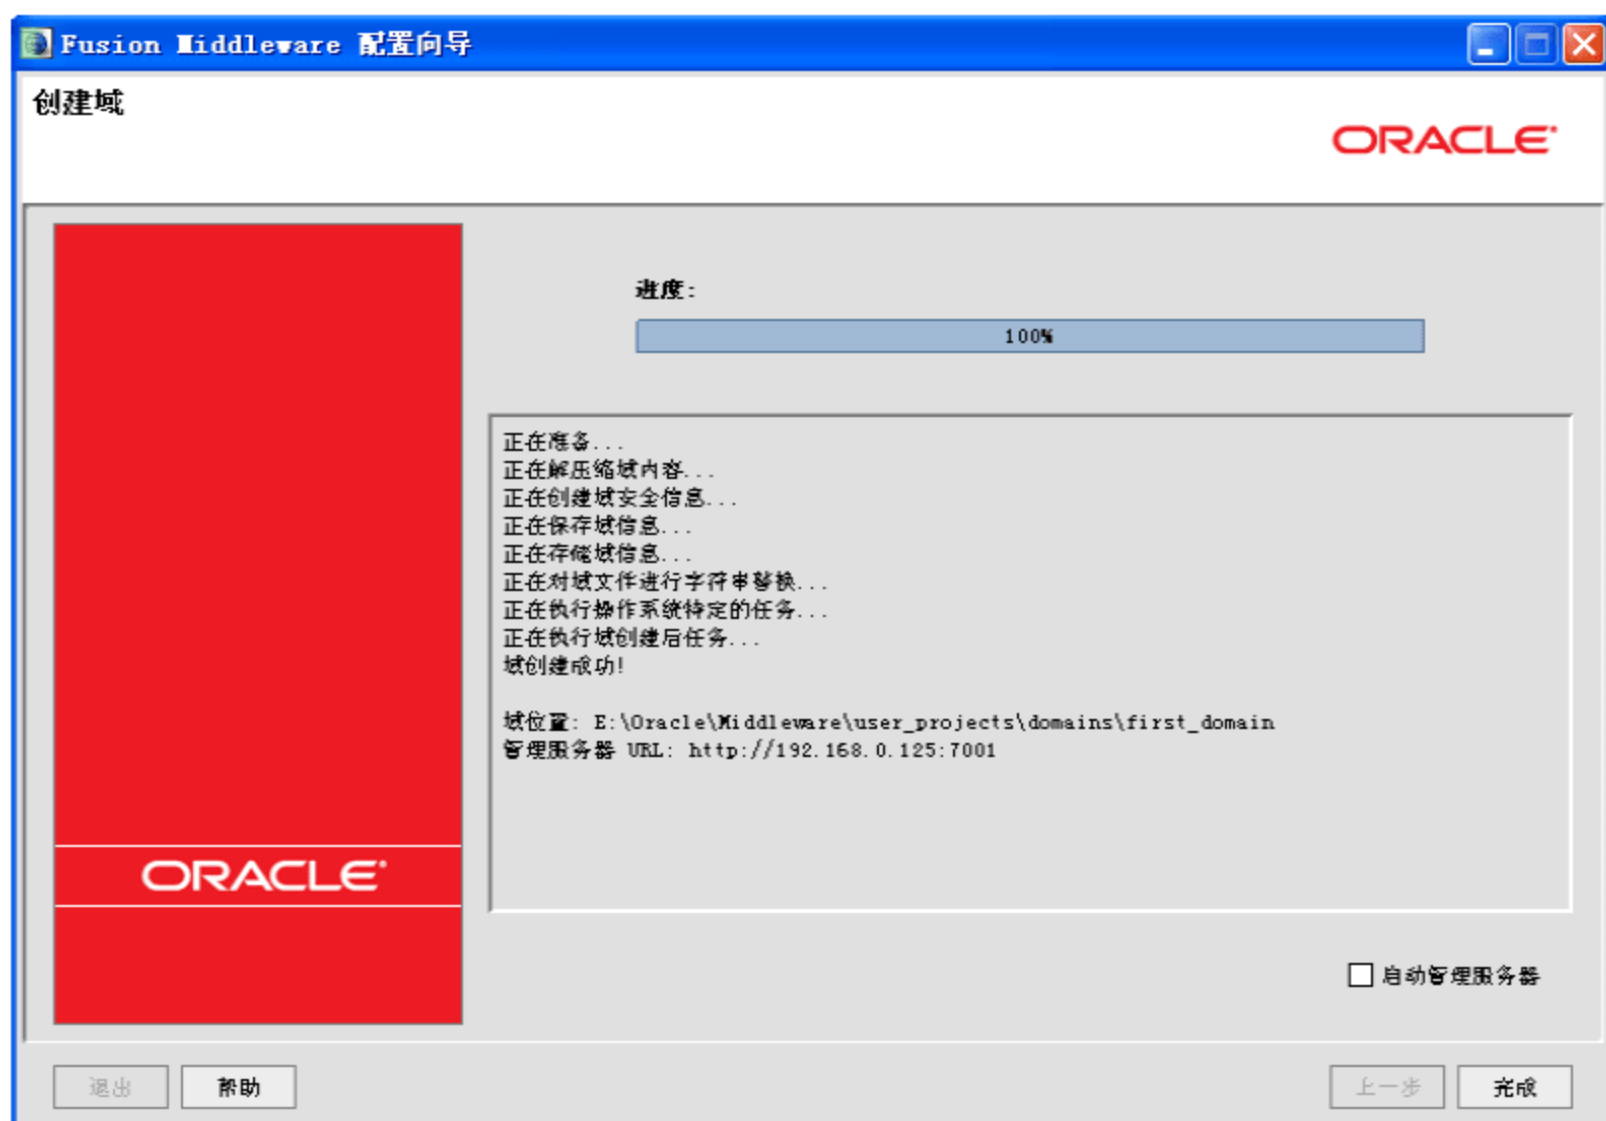 Fusion Middleware 配置向导
创建域
ORACLE
进度:
100%
正在准备...
正在解压缩域内容...
正在创建域安全信息...
正在保存域信息...
正在存储域信息...
正在对域文件进行字符串替换...
正在执行操作系统特定的任务...
正在执行域创建后任务...
域创建成功!
域位置: E:\Oracle\Middleware\user_projects\domains\first_domain
管理服务器 URL: http://192.168.0.125:7001
ORACLE
启动管理服务器
退出 帮助 上一步 完成